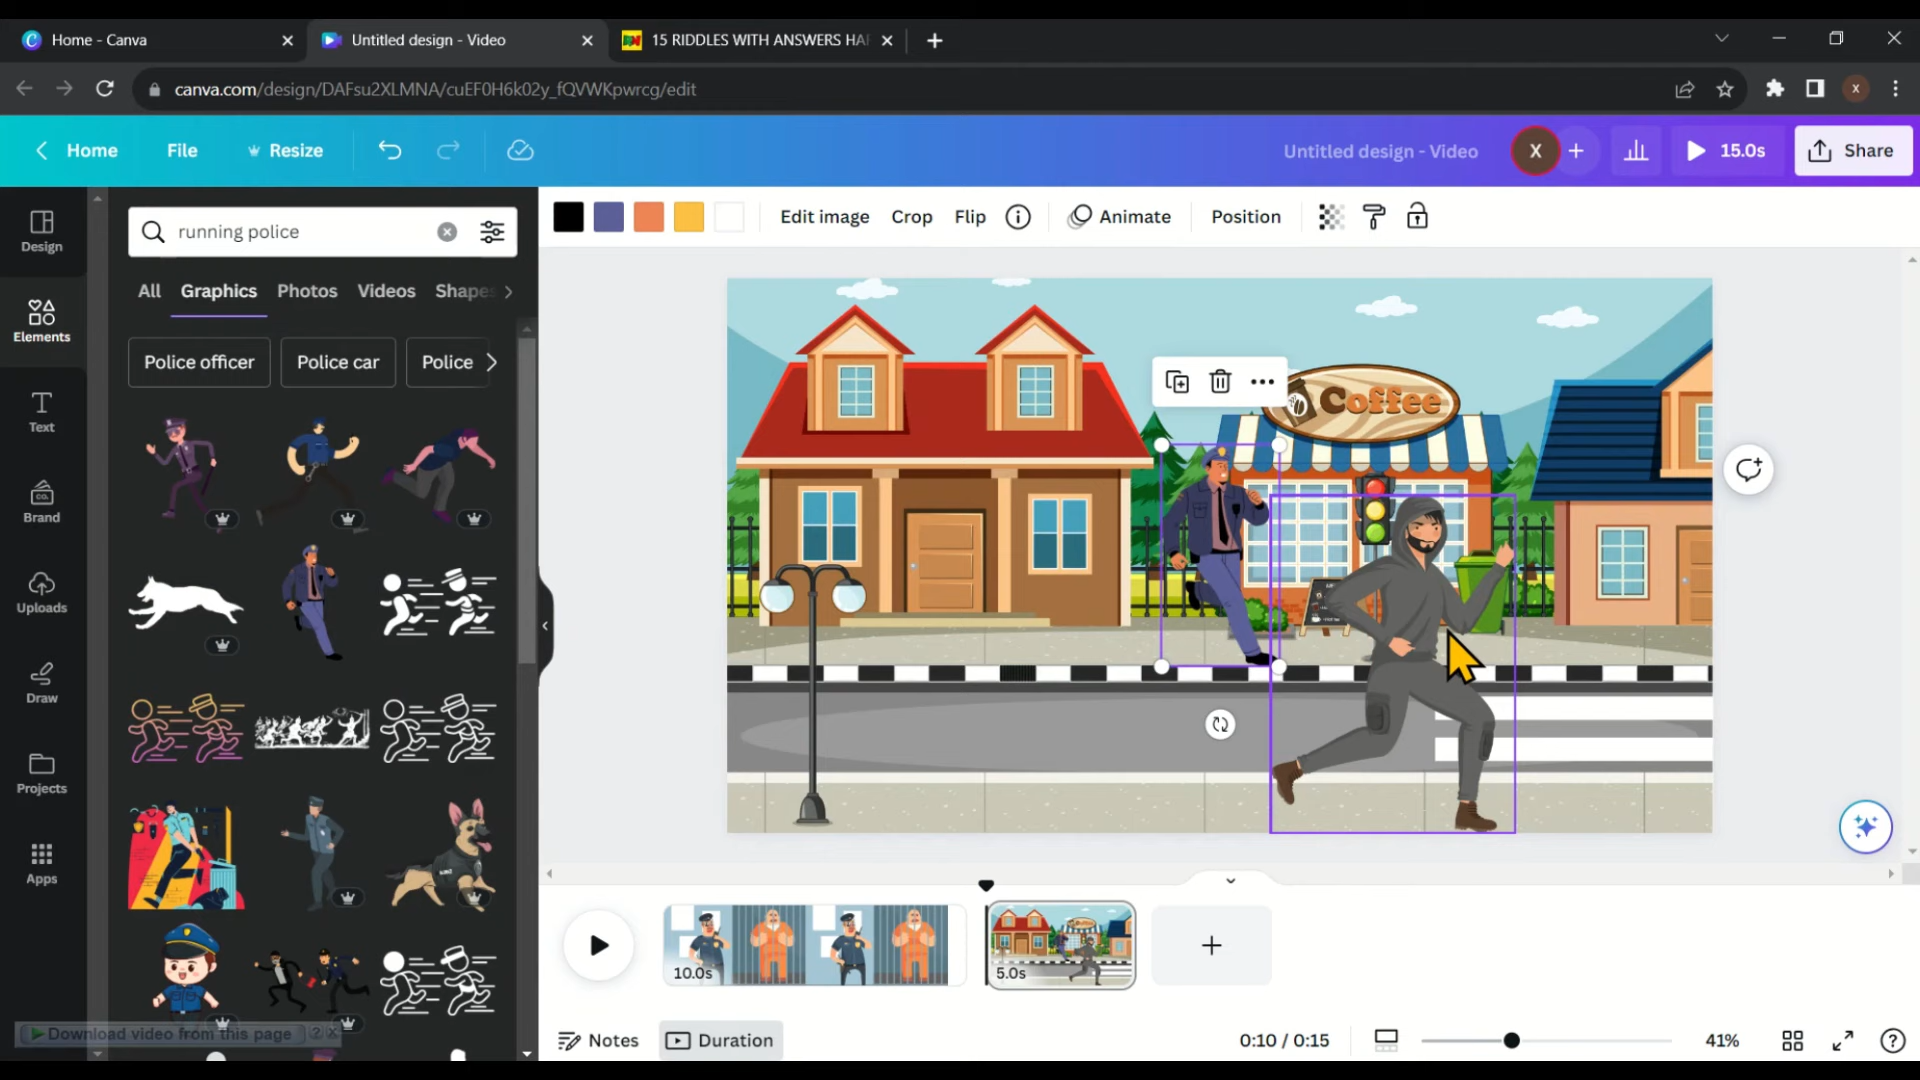 Home - Canva
Untitled design - Video
15 RIDDLES WITH ANSWERS HA
canva.com/design/DAFsu2XLMNA/cuEF0H6k02y_fQVWKpwrcg/edit
X
Home
File
Resize
Untitled design - Video
X
15.0s
Share
Design
Elements
Text
Brand
Uploads
Draw
Projects
Apps
running police
All
Graphics
Photos
Videos
Shapes
Police officer
Police car
Police
Edit image
Crop
Flip
Animate
Position
Coffee
CO.
10.0s
5.0s
Download video from this page
?
Notes
Duration
0:10 / 0:15
41%
?